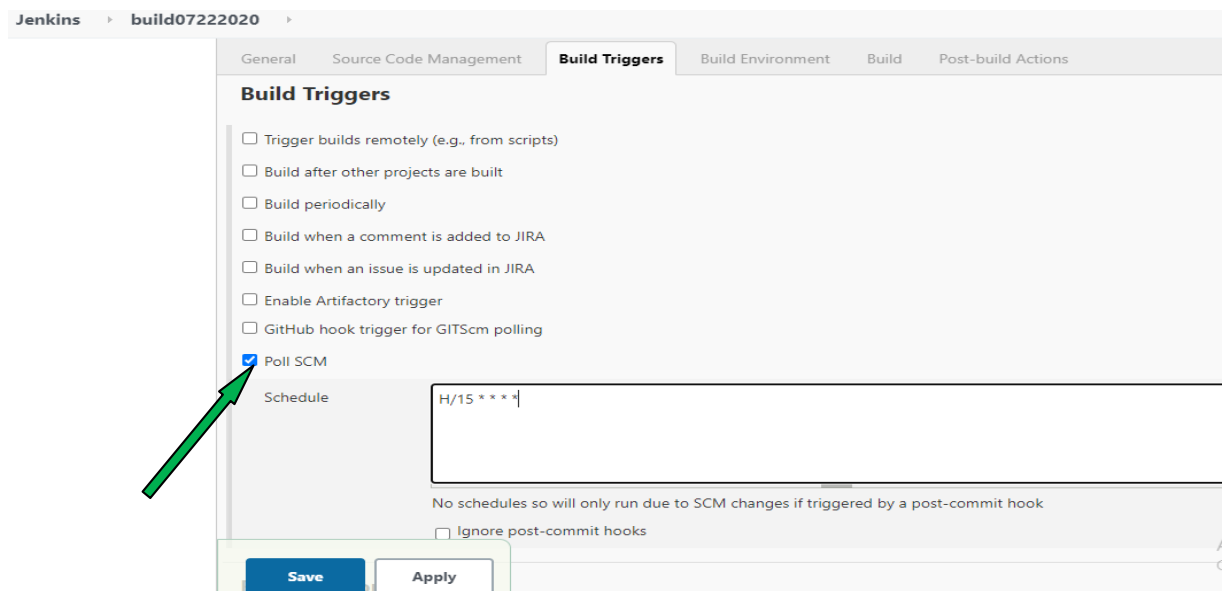 Jenkins build07222020
General Source Code Management Build Triggers Build Environment Build Post-build Actions
Build Triggers
Trigger builds remotely (e.g., from scripts)
Build after other projects are built
Build periodically
Build when a comment is added to JIRA
Build when an issue is updated in JIRA
Enable Artifactory trigger
GitHub hook trigger for GITScm polling
Poll SCM
Schedule H/15 * * * *
No schedules so will only run due to SCM changes if triggered by a post-commit hook
Ignore post-commit hooks
Save Apply